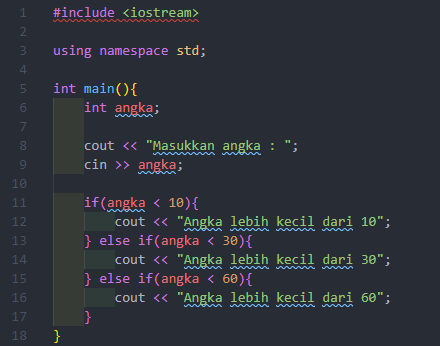 1 #include <iostream>
2
3 using namespace std;
4
5 int main(){
6 int angka;
7
8 cout << "Masukkan angka : ";
9 cin >> angka;
10
11 if(angka < 10){
12 cout << "Angka lebih kecil dari 10";
13 } else if(angka < 30){
14 cout << "Angka lebih kecil dari 30";
15 } else if(angka < 60){
16 cout << "Angka lebih kecil dari 60";
17 }
18 }